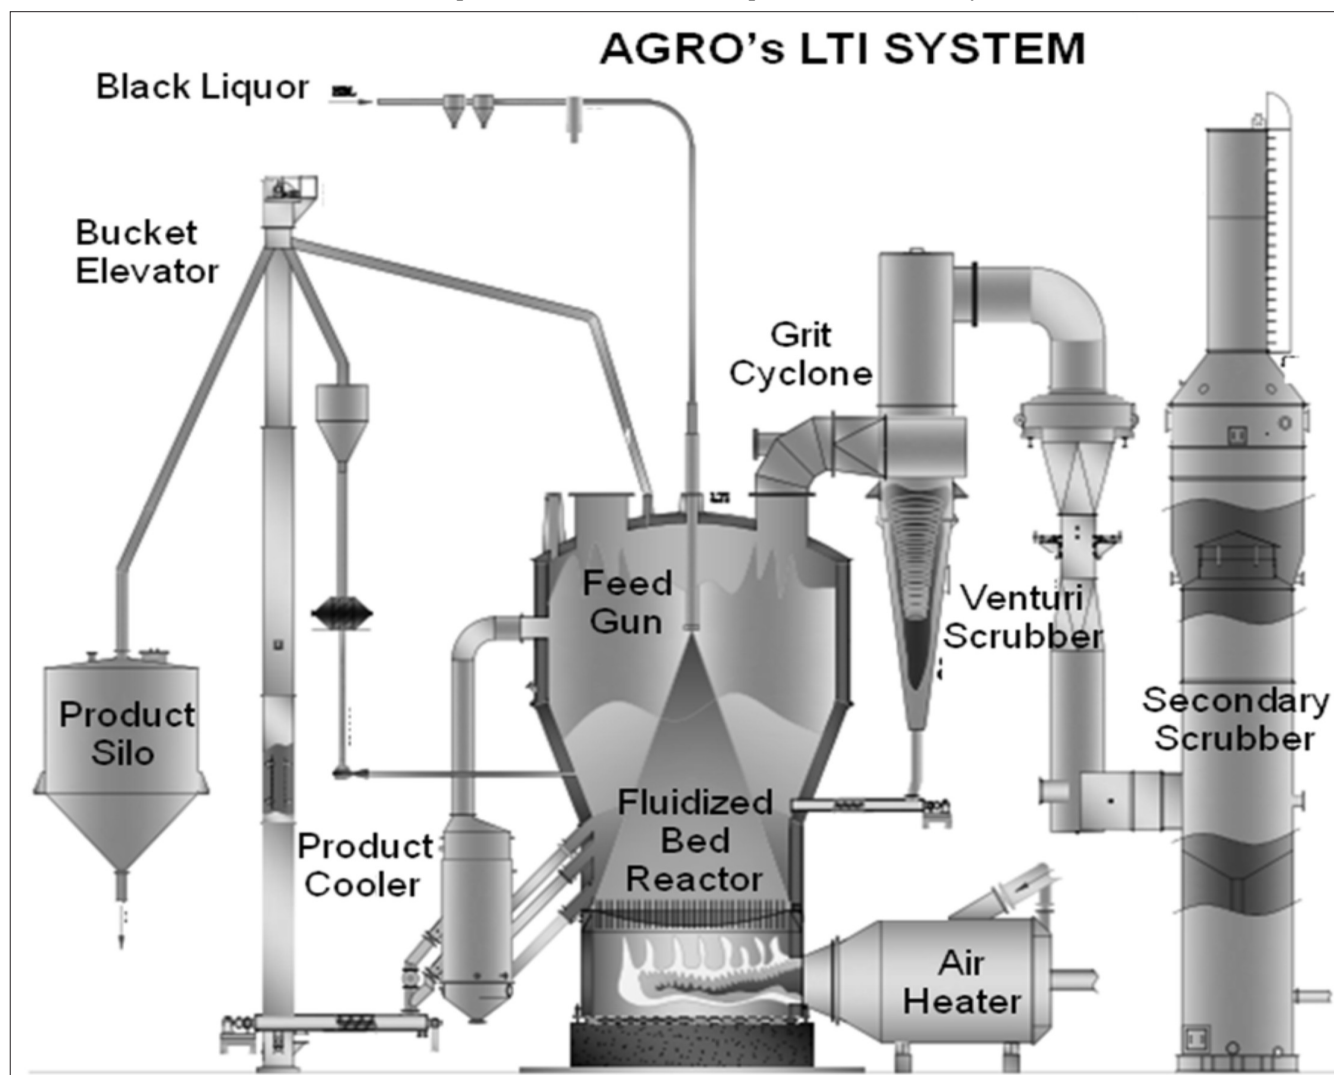 AGRO's LTI SYSTEM
Black Liquor
Bucket
Elevator
Grit
Cyclone
LTI
Feed
Gun
Venturi
Scrubber
Product
Silo
Secondary
Scrubber
Fluidized
Bed
Reactor
Product
Cooler
Air
Heater